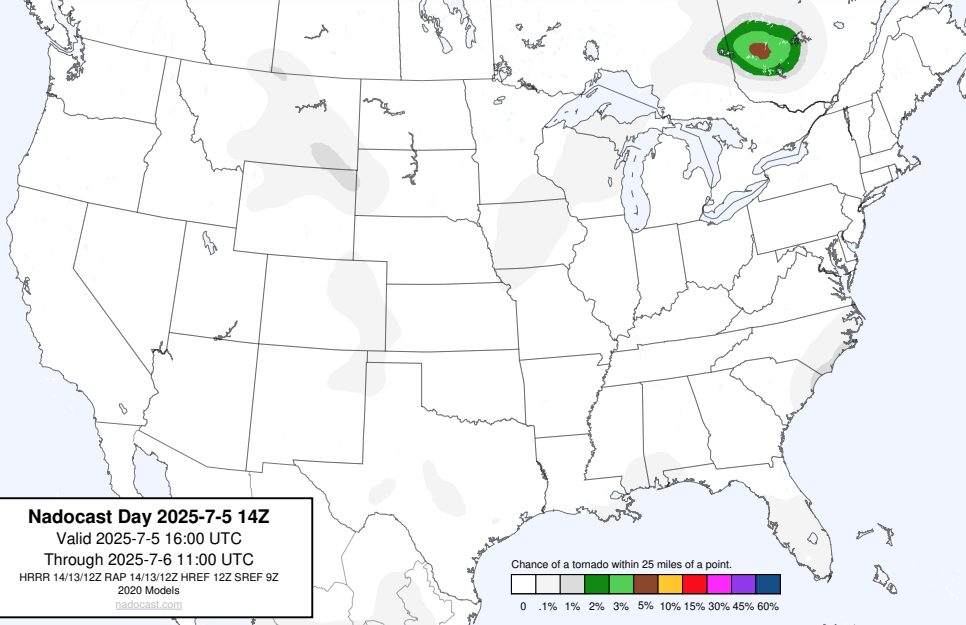 Nadocast Day 2025-7-5 14Z
Valid 2025-7-5 16:00 UTC
Through 2025-7-6 11:00 UTC
HRRR 14/13/12Z RAP 14/13/12Z HREF 12Z SREF 9Z
2020 Models
nadocast.com
Chance of a tornado within 25 miles of a point.
0 .1% 1% 2% 3% 5% 10% 15% 30% 45% 60%